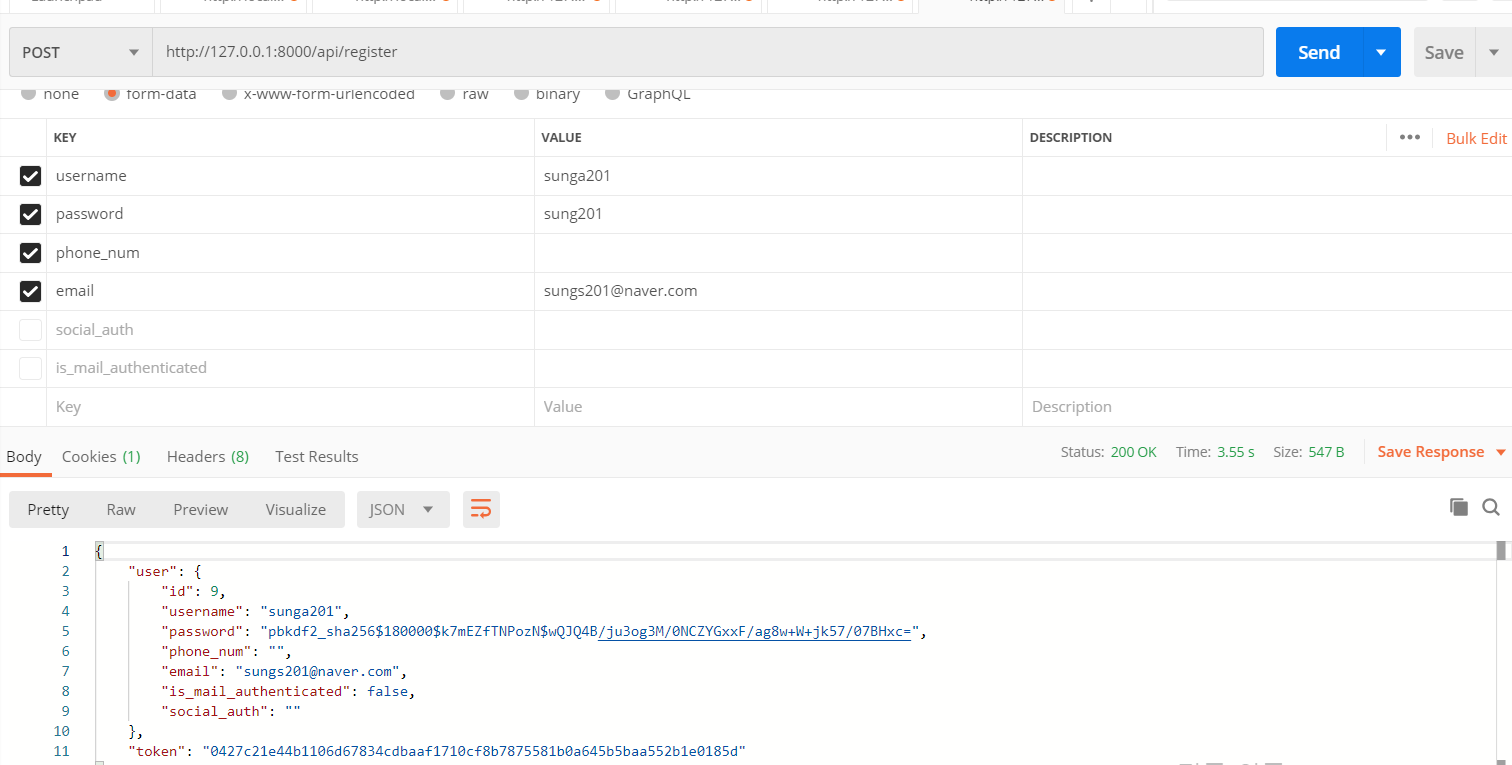 POST http://127.0.0.1:8000/api/register Send Save
none form-data x-www-form-urlencoded raw binary GraphQL
KEY VALUE DESCRIPTION ••• Bulk Edit
username sunga201
password sung201
phone_num
email sungs201@naver.com
social_auth
is_mail_authenticated
Key Value Description
Body Cookies (1) Headers (8) Test Results Status: 200 OK Time: 3.55 s Size: 547 B Save Response
Pretty Raw Preview Visualize JSON
1 {
2 "user": {
3 "id": 9,
4 "username": "sunga201",
5 "password": "pbkdf2_sha256$180000$k7mEZfTNPozN$wQJQ4B/ju3og3M/0NCZYGxxF/ag8w+W+jk57/07BHxc=",
6 "phone_num": "",
7 "email": "sungs201@naver.com",
8 "is_mail_authenticated": false,
9 "social_auth": ""
10 },
11 "token": "0427c21e44b1106d67834cdbaaf1710cf8b7875581b0a645b5baa552b1e0185d"